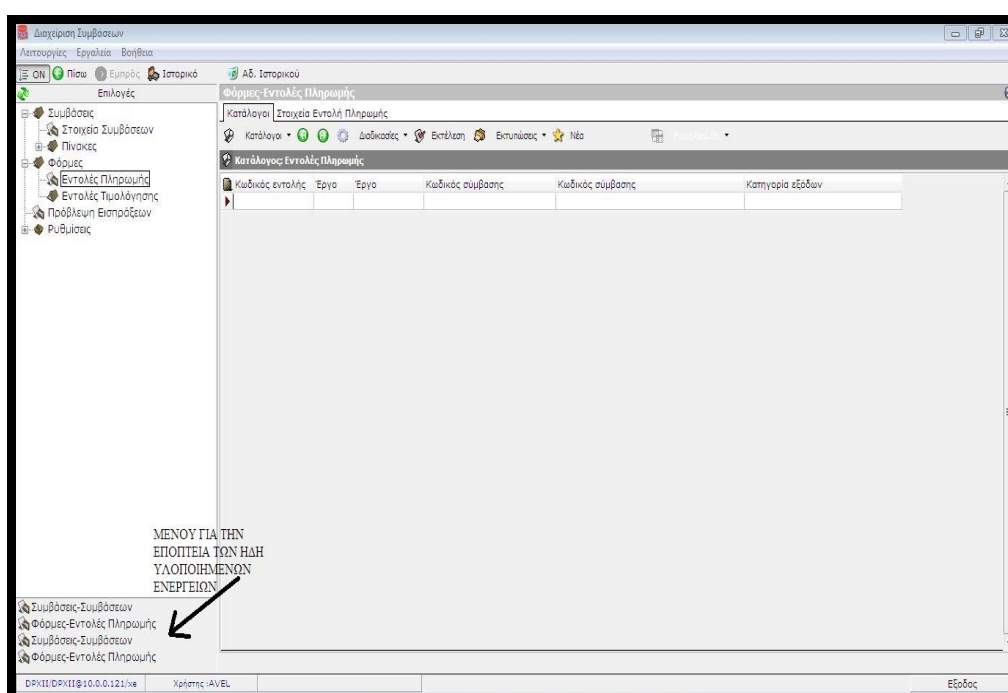 Διαχείριση Συμβάσεων
Λειτουργίες Εργαλεία Βοήθεια
ON Πίσω Εμπρός Ιστορικό Αδ. Ιστορικού
Επιλογές
Φόρμες-Εντολές Πληρωμής
Συμβάσεις
Στοιχεία Συμβάσεων
Πίνακες
Φόρμες
Εντολές Πληρωμής
Εντολές Τιμολόγησης
Πρόβλεψη Εισπράξεων
Ρυθμίσεις
Κατάλογοι Στοιχεία Εντολή Πληρωμής
Κατάλογοι Διαδικασίες Εκτέλεση Εκτυπώσεις Νέο
Κατάλογος: Εντολές Πληρωμής
Κωδικός εντολής Έργο Έργο Κωδικός σύμβασης Κωδικός σύμβασης Κατηγορία εξόδων
ΜΕΝΟΥ ΓΙΑ ΤΗΝ
ΕΠΟΠΤΕΙΑ ΤΩΝ ΗΔΗ
ΥΛΟΠΟΙΗΜΕΝΩΝ
ΕΝΕΡΓΕΙΩΝ
Συμβάσεις-Συμβάσεων
Φόρμες-Εντολές Πληρωμής
Συμβάσεις-Συμβάσεων
Φόρμες-Εντολές Πληρωμής
DPXII/DPXII@10.0.0.121/xe Χρήστης :AVEL Εξοδος